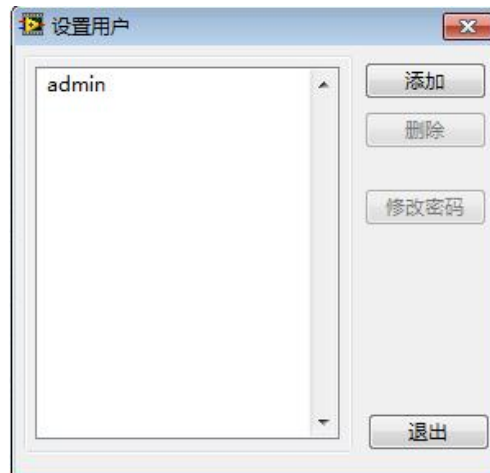 设置用户
admin
添加
删除
修改密码
退出